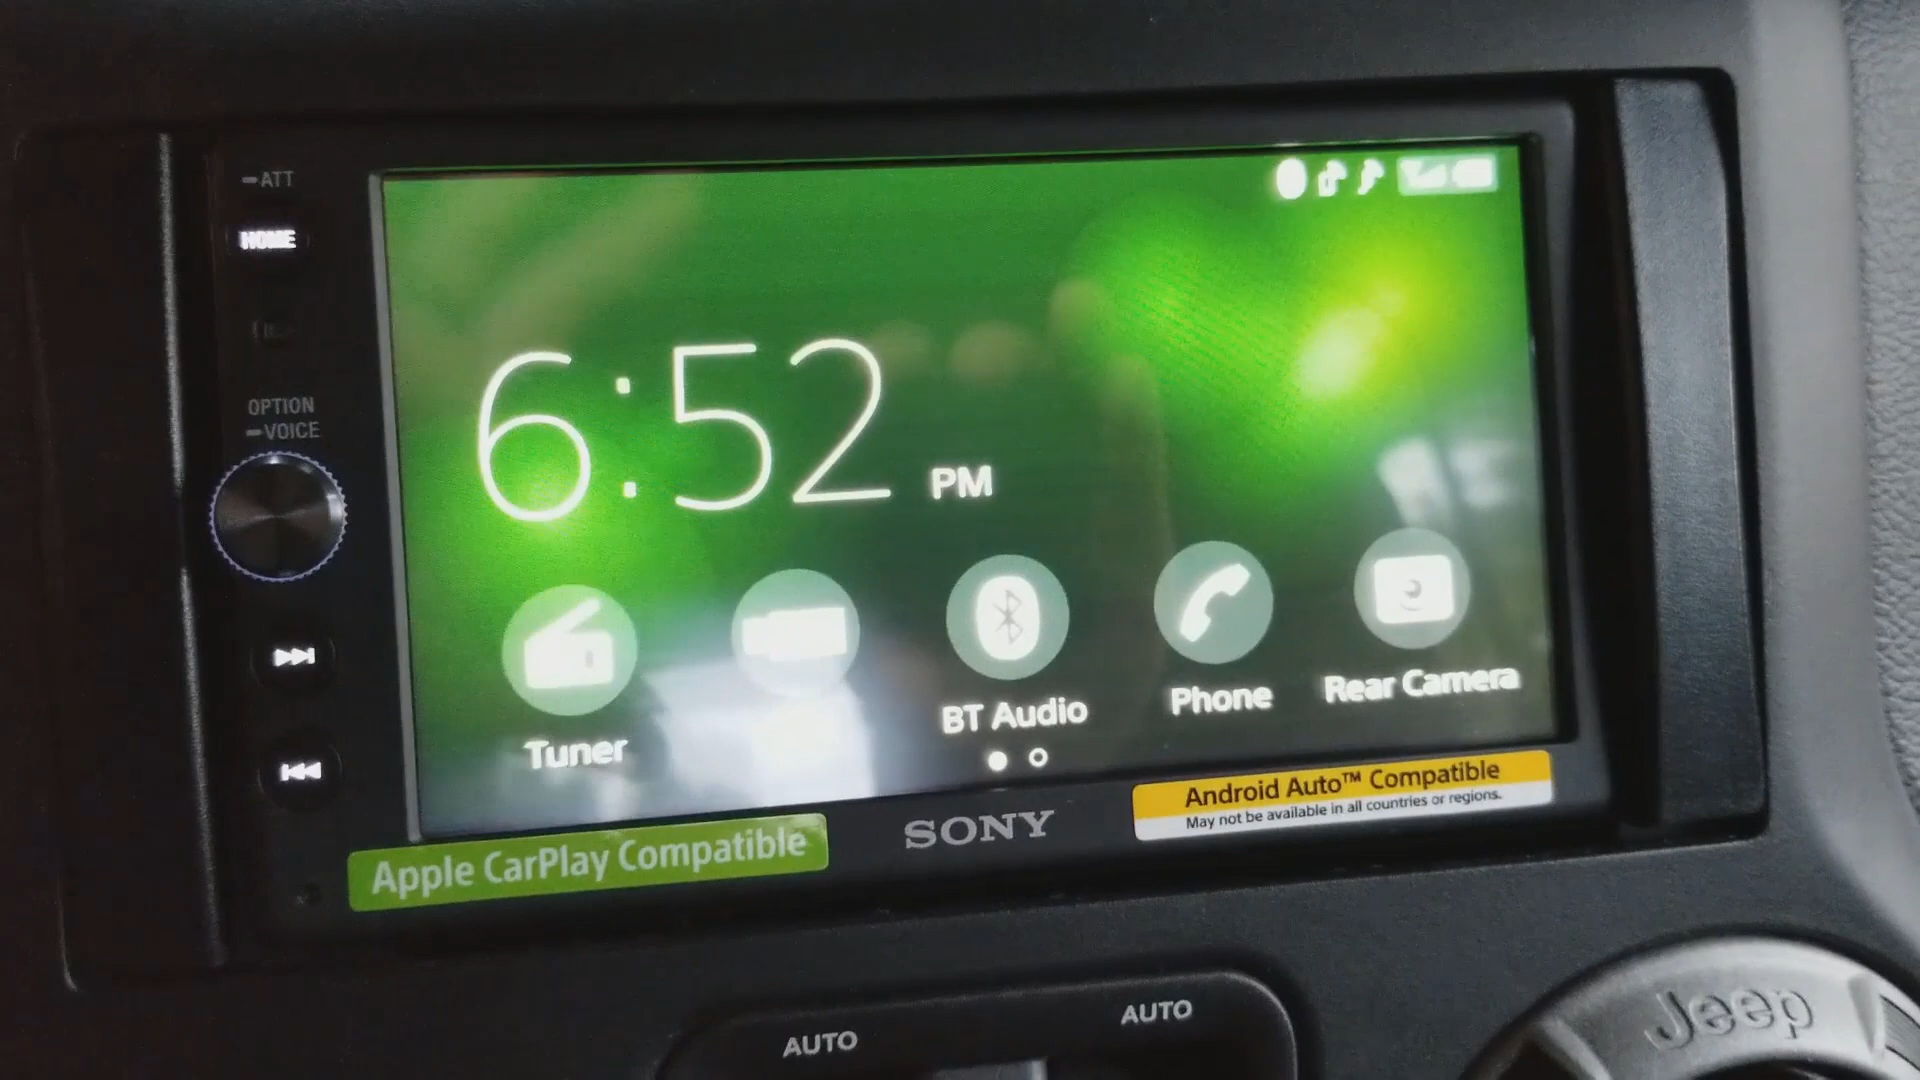 ATT
HOME
OPTION
VOICE
6:52 PM
Tuner
BT Audio
Phone
Rear Camera
Apple CarPlay Compatible
SONY
Android Auto™ Compatible
May not be available in all countries or regions.
AUTO
AUTO
Jeep